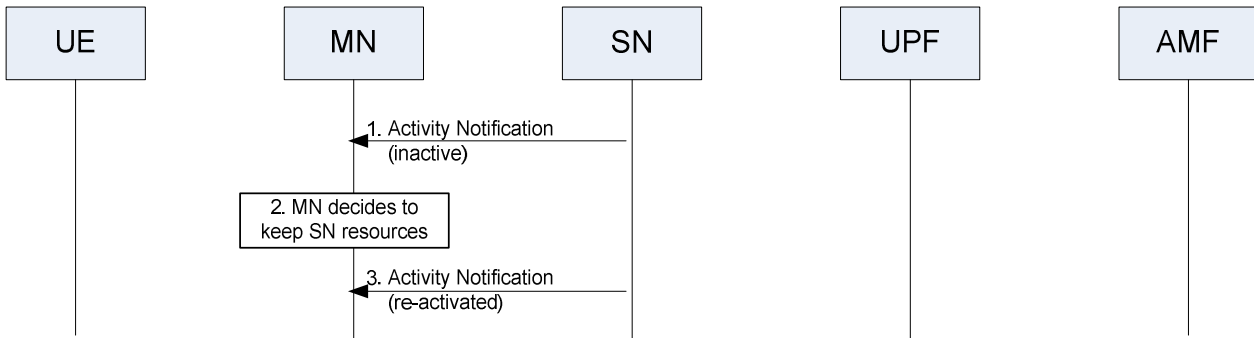 UE
MN
SN
UPF
AMF
1. Activity Notification
(inactive)
2. MN decides to
keep SN resources
3. Activity Notification
(re-activated)